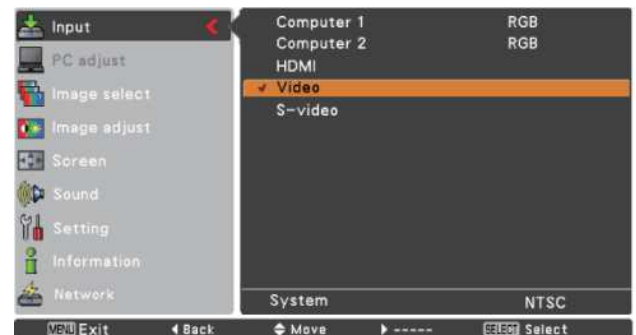 Input
PC adjust
Image select
Image adjust
Screen
Sound
Setting
Information
Network
Computer 1 RGB
Computer 2 RGB
HDMI
Video
S-video
System NTSC
MENU Exit ◀ Back Move ▶ ----- SELECT Select